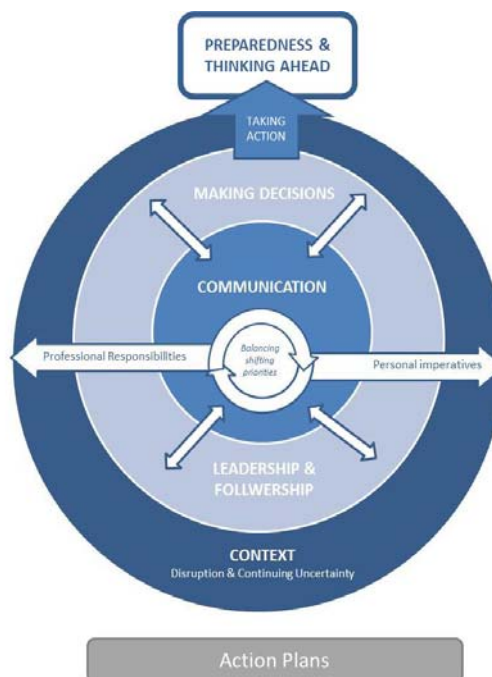 PREPAREDNESS &
THINKING AHEAD
TAKING
ACTION
MAKING DECISIONS
COMMUNICATION
Balancing
shifting
priorities
Professional Responsibilities
Personal imperatives
LEADERSHIP &
FOLLWERSHIP
CONTEXT
Disruption & Continuing Uncertainty
Action Plans